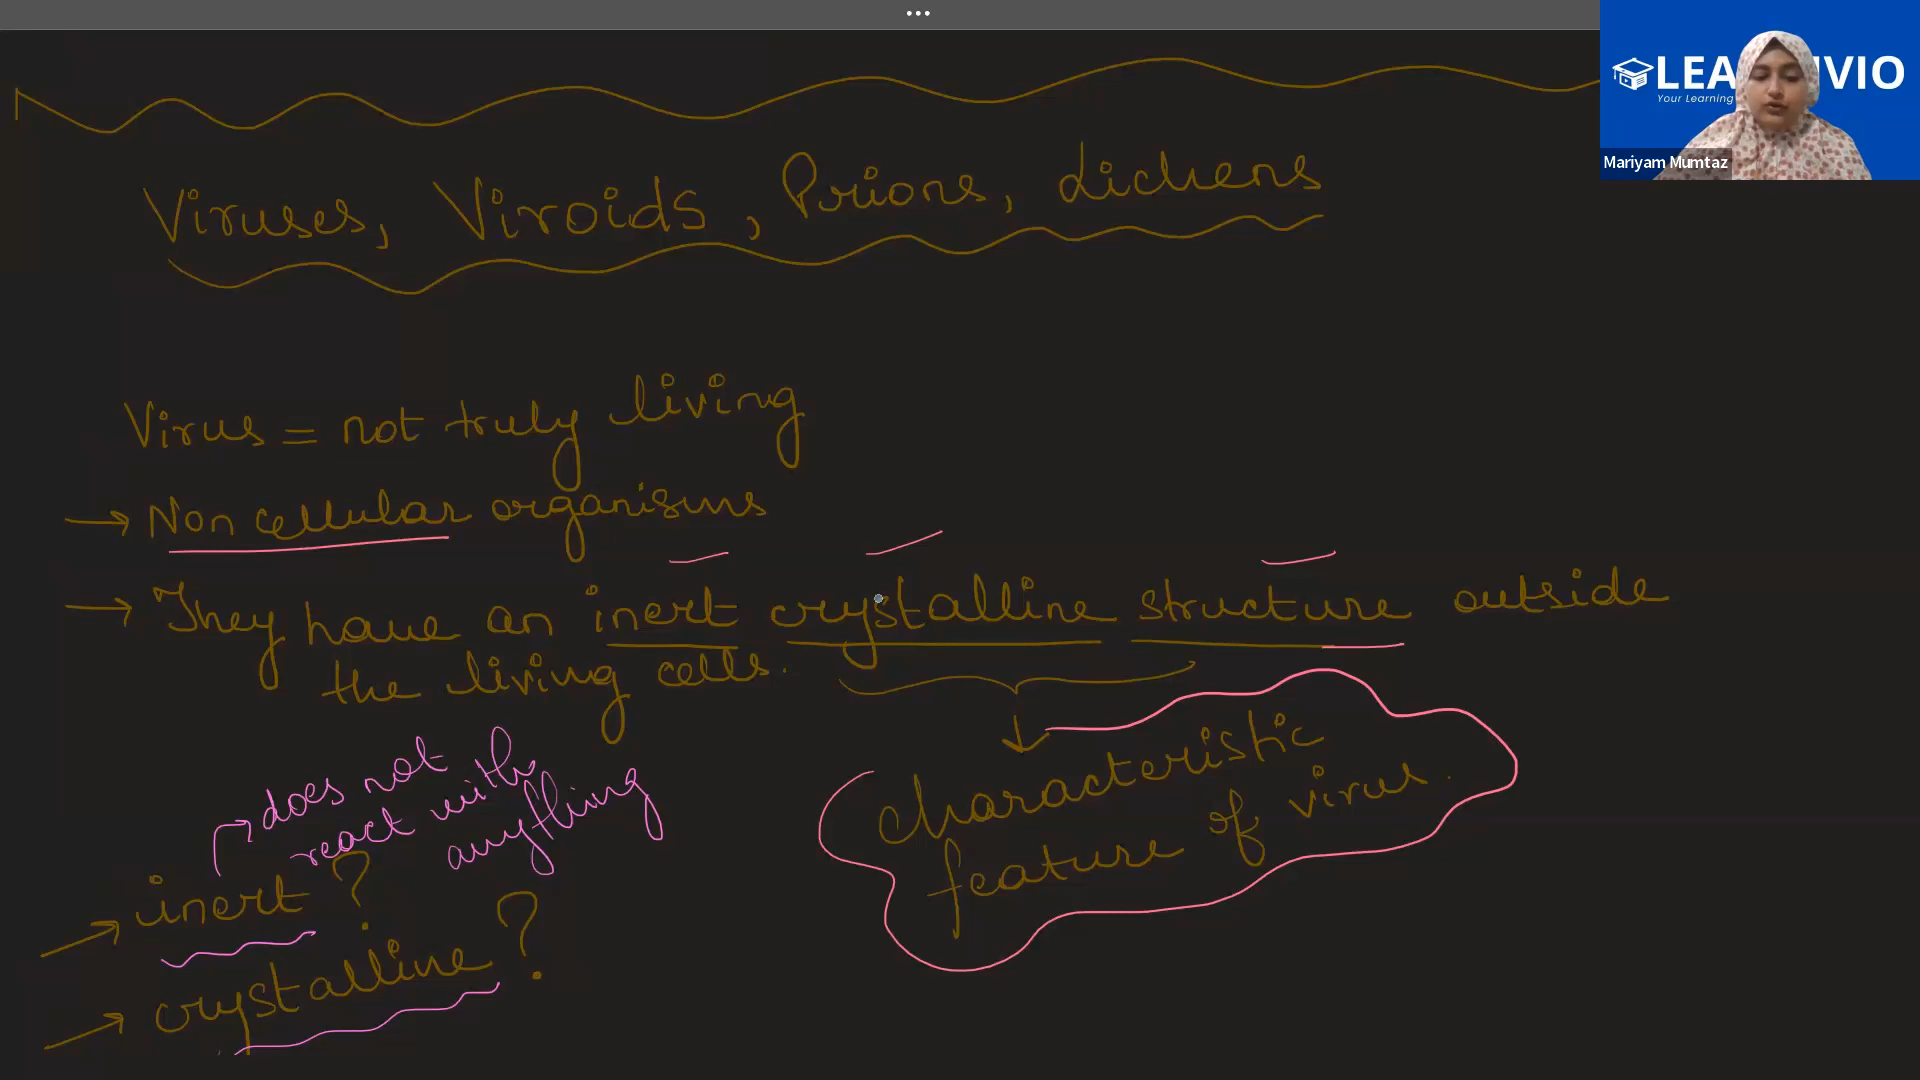 Viruses, Viroids, Prions, Lichens
Virus = not truly living
→ Non cellular organisms
→ They have an inert crystalline structure outside
the living cells.
characteristic
feature of virus.
does not
react with
anything
→ inert?
→ crystalline?
LEA VIO
Your Learning
Mariyam Mumtaz